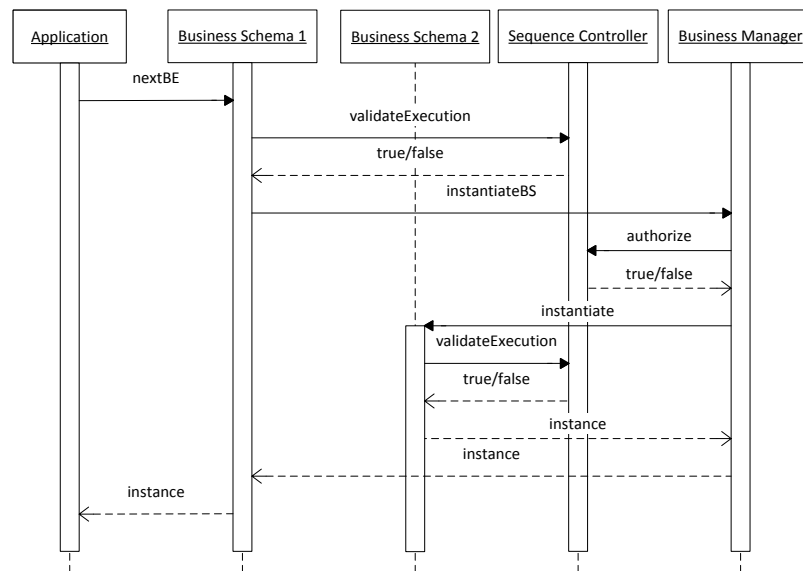 Application
Business Schema 1
Business Schema 2
Sequence Controller
Business Manager
nextBE
validateExecution
true/false
instantiateBS
authorize
true/false
instantiate
validateExecution
true/false
instance
instance
instance